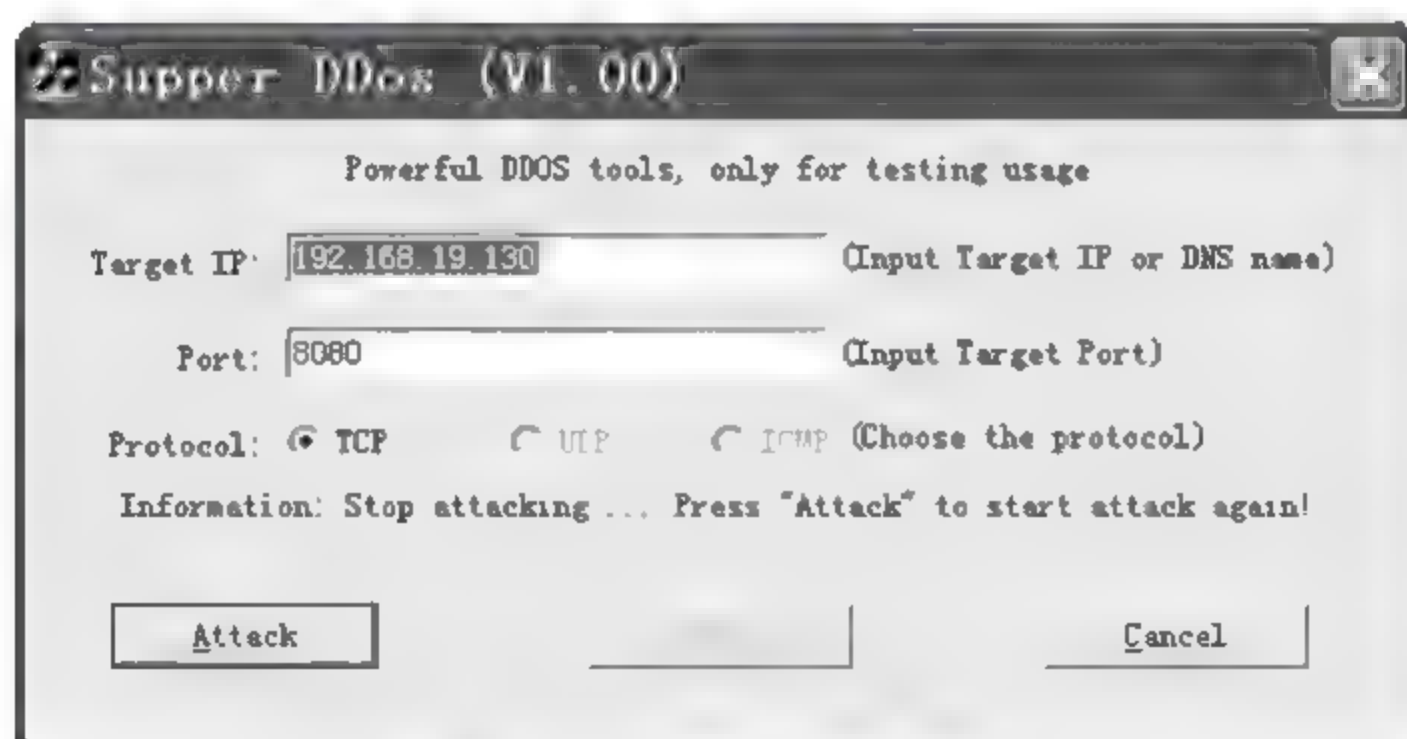 Supper DDos (V1.00)
Powerful DDOS tools, only for testing usage
Target IP: 192.168.19.130 (Input Target IP or DNS name)
Port: 8080 (Input Target Port)
Protocol: TCP UDP ICMP (Choose the protocol)
Information: Stop attacking ... Press "Attack" to start attack again!
Attack Cancel